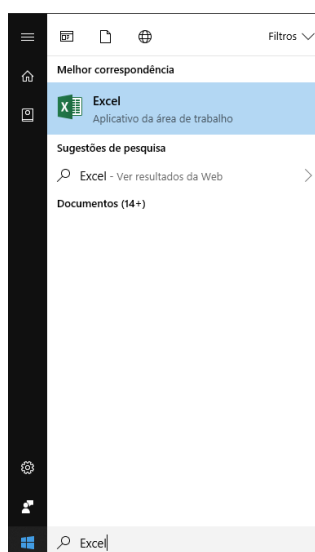 Filtros
Melhor correspondência
Excel
Aplicativo da área de trabalho
Sugestões de pesquisa
Excel - Ver resultados da Web
Documentos (14+)
Excel